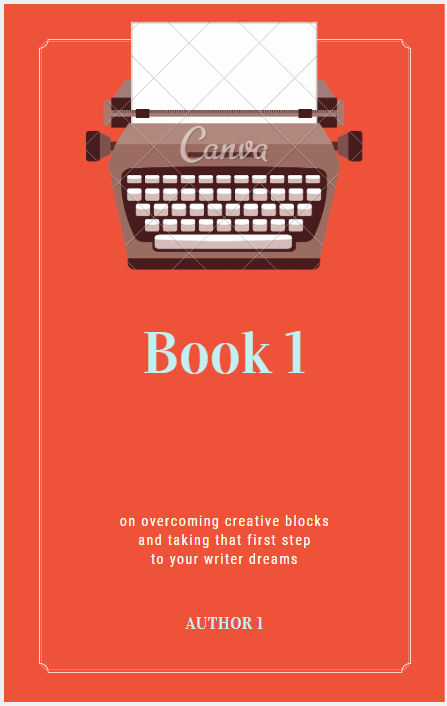 Canva
Book 1
on overcoming creative blocks
and taking that first step
to your writer dreams
AUTHOR 1